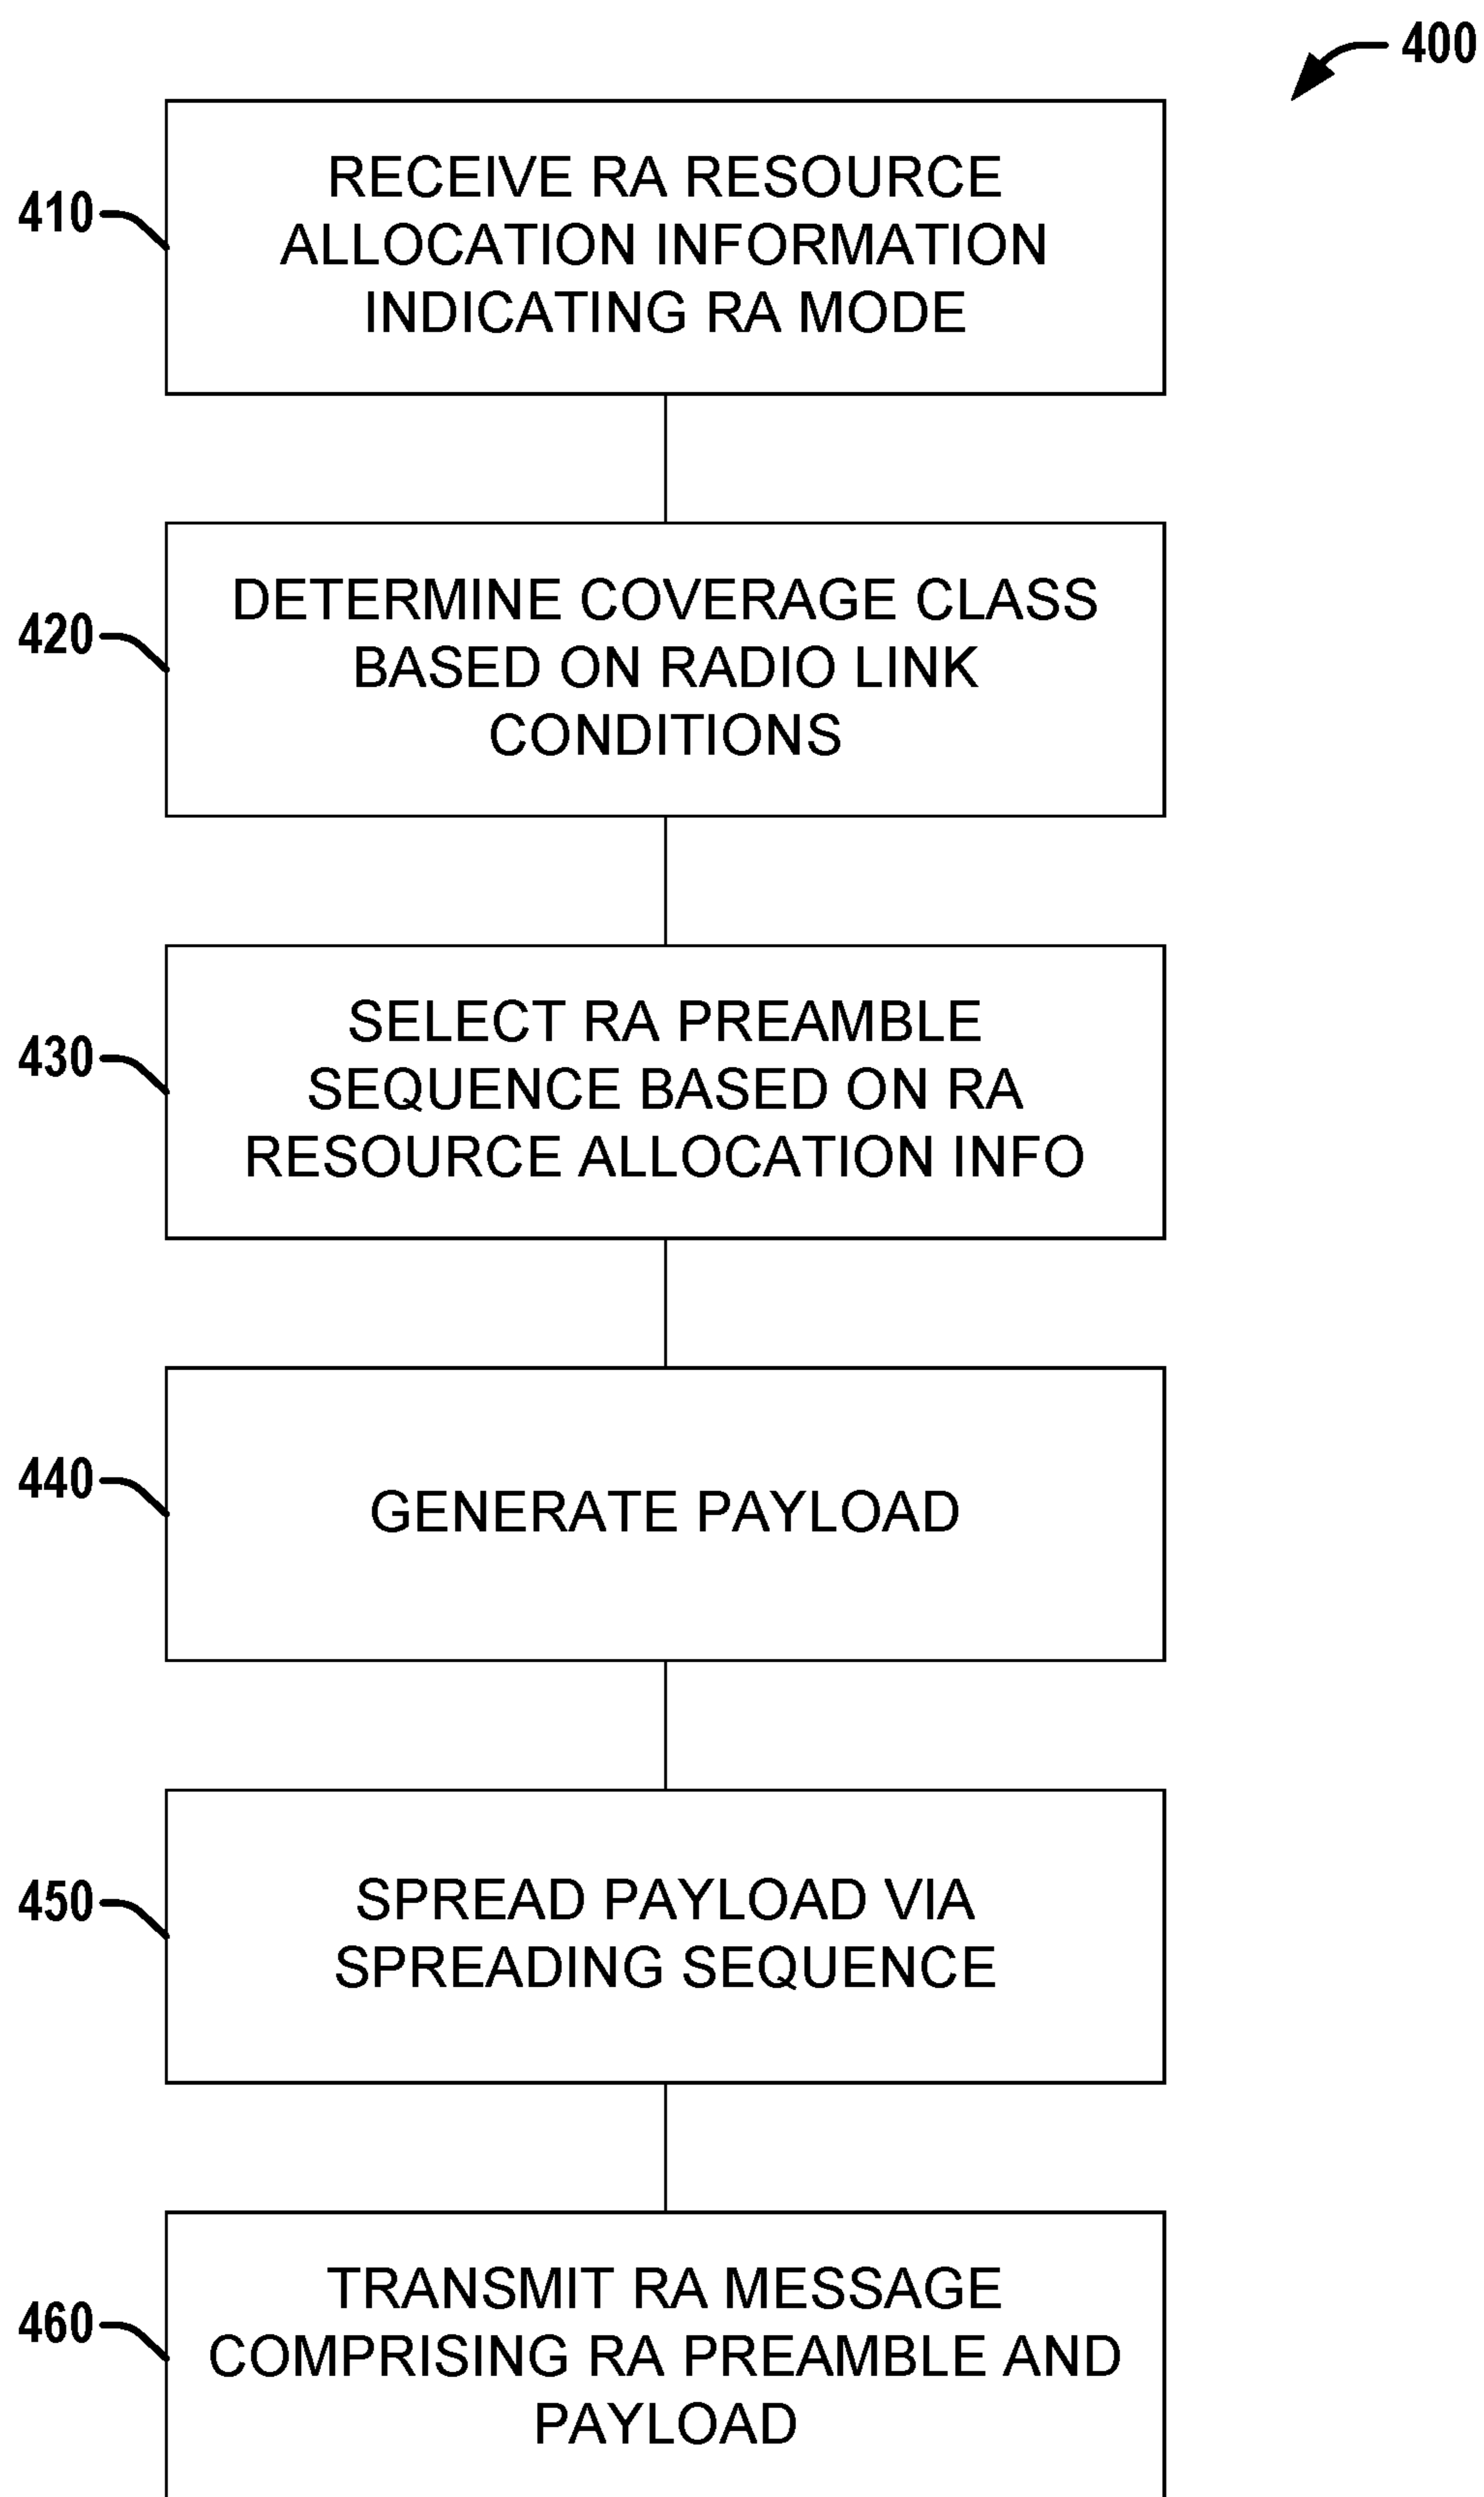 400
410
RECEIVE RA RESOURCE
ALLOCATION INFORMATION
INDICATING RA MODE
420
DETERMINE COVERAGE CLASS
BASED ON RADIO LINK
CONDITIONS
430
SELECT RA PREAMBLE
SEQUENCE BASED ON RA
RESOURCE ALLOCATION INFO
440
GENERATE PAYLOAD
450
SPREAD PAYLOAD VIA
SPREADING SEQUENCE
460
TRANSMIT RA MESSAGE
COMPRISING RA PREAMBLE AND
PAYLOAD